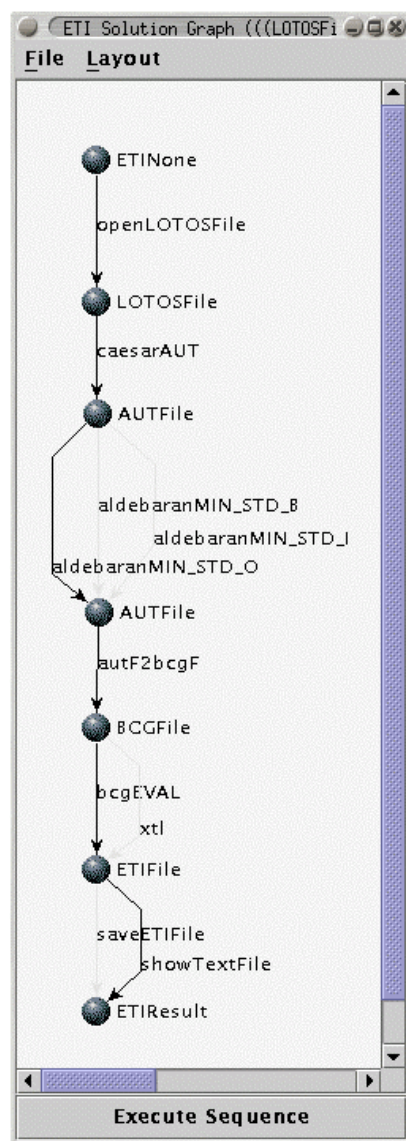 ETI Solution Graph (((LOTOSFi
File Layout
ETINone
openLOTOSFile
LOTOSFile
caesarAUT
AUTFile
aldebaranMIN_STD_B
aldebaranMIN_STD_I
aldebaranMIN_STD_O
AUTFile
autF2bcgF
BCGFile
bcgEVAL
xtl
ETIFile
saveETIFile
showTextFile
ETIResult
Execute Sequence